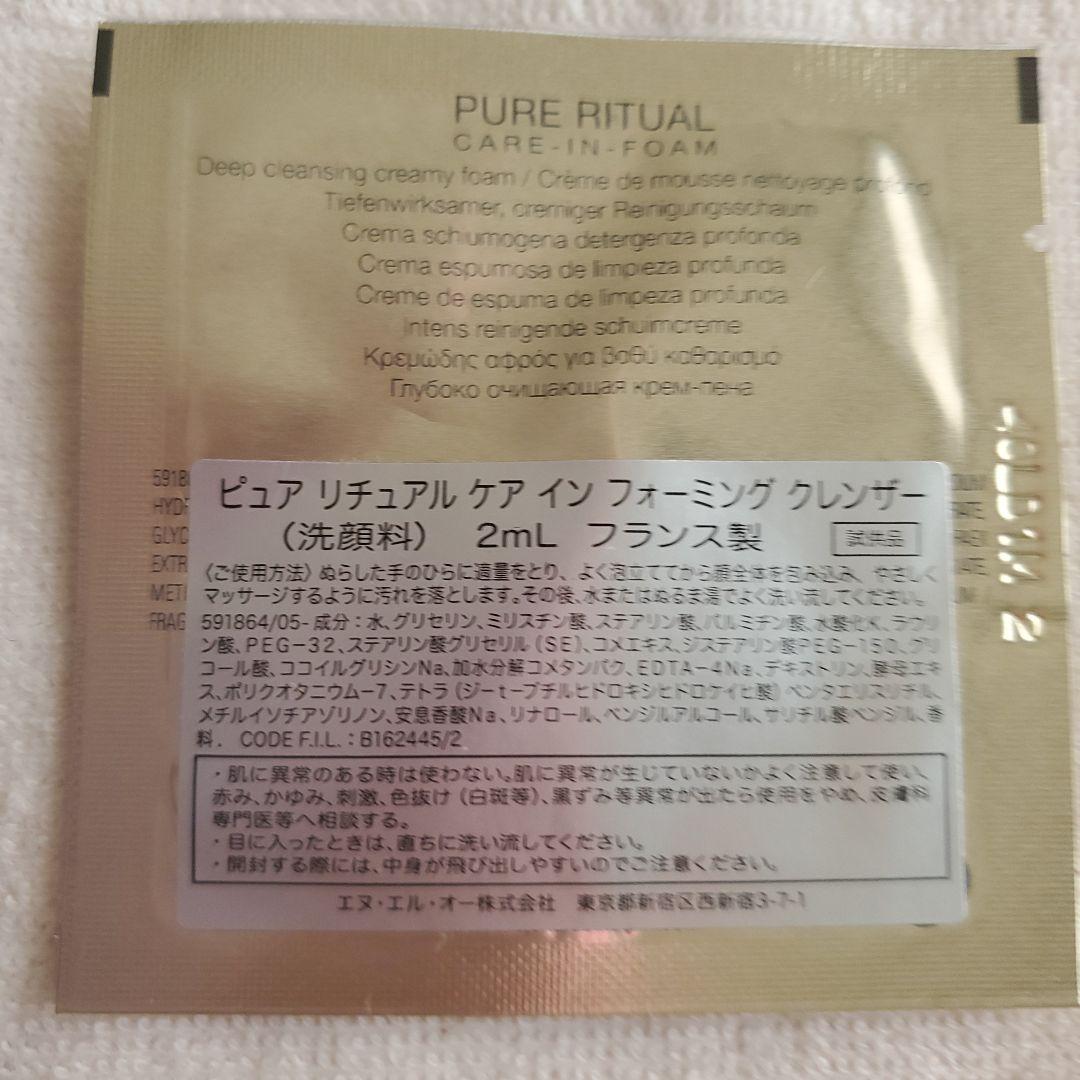 PURE RITUAL
CARE-IN-FOAM
Deep cleansing creamy foam / Crème de mousse nettoyage profond
Tiefenwirksamer, cremiger Reinigungsschaum
Crema schiumogena detergenza profonda
Crema espumosa de limpieza profunda
Creme de espuma de limpeza profunda
Intens reinigende schuimcreme
Κρεμώδης αφρός για βαθύ καθαρισμό
Глубоко очищающая крем-пена
ピュア リチュアル ケア イン フォーミング クレンザー
(洗顔料) 2mL フランス製 試供品
〈ご使用方法〉ぬらした手のひらに適量をとり、よく泡立ててから顔全体を包み込み、やさしく
マッサージするように汚れを落とします。その後、水またはぬるま湯でよく洗い流してください。
591864/05-成分:水、グリセリン、ミリスチン酸、ステアリン酸、パルミチン酸、水酸化K、ラウリ
ン酸、PEG-32、ステアリン酸グリセリル(SE)、コメエキス、ジステアリン酸PEG-150、グリ
コール酸、ココイルグリシンNa、加水分解コメタンパク、EDTA-4Na、デキストリン、酵母エキ
ス、ポリクオタニウム-7、テトラ(ジ-t-ブチルヒドロキシヒドロケイヒ酸)ペンタエリスリチル、
メチルイソチアゾリノン、安息香酸Na、リナロール、ベンジルアルコール、サリチル酸ベンジル、香
料. CODE F.I.L.:B162445/2
・肌に異常のある時は使わない。肌に異常が生じていないかよく注意して使い、
赤み、かゆみ、刺激、色抜け(白斑等)、黒ずみ等異常が出たら使用をやめ、皮膚科
専門医等へ相談する。
・目に入ったときは、直ちに洗い流してください。
・開封する際には、中身が飛び出しやすいのでご注意ください。
エヌ・エル・オー株式会社 東京都新宿区西新宿3-7-1